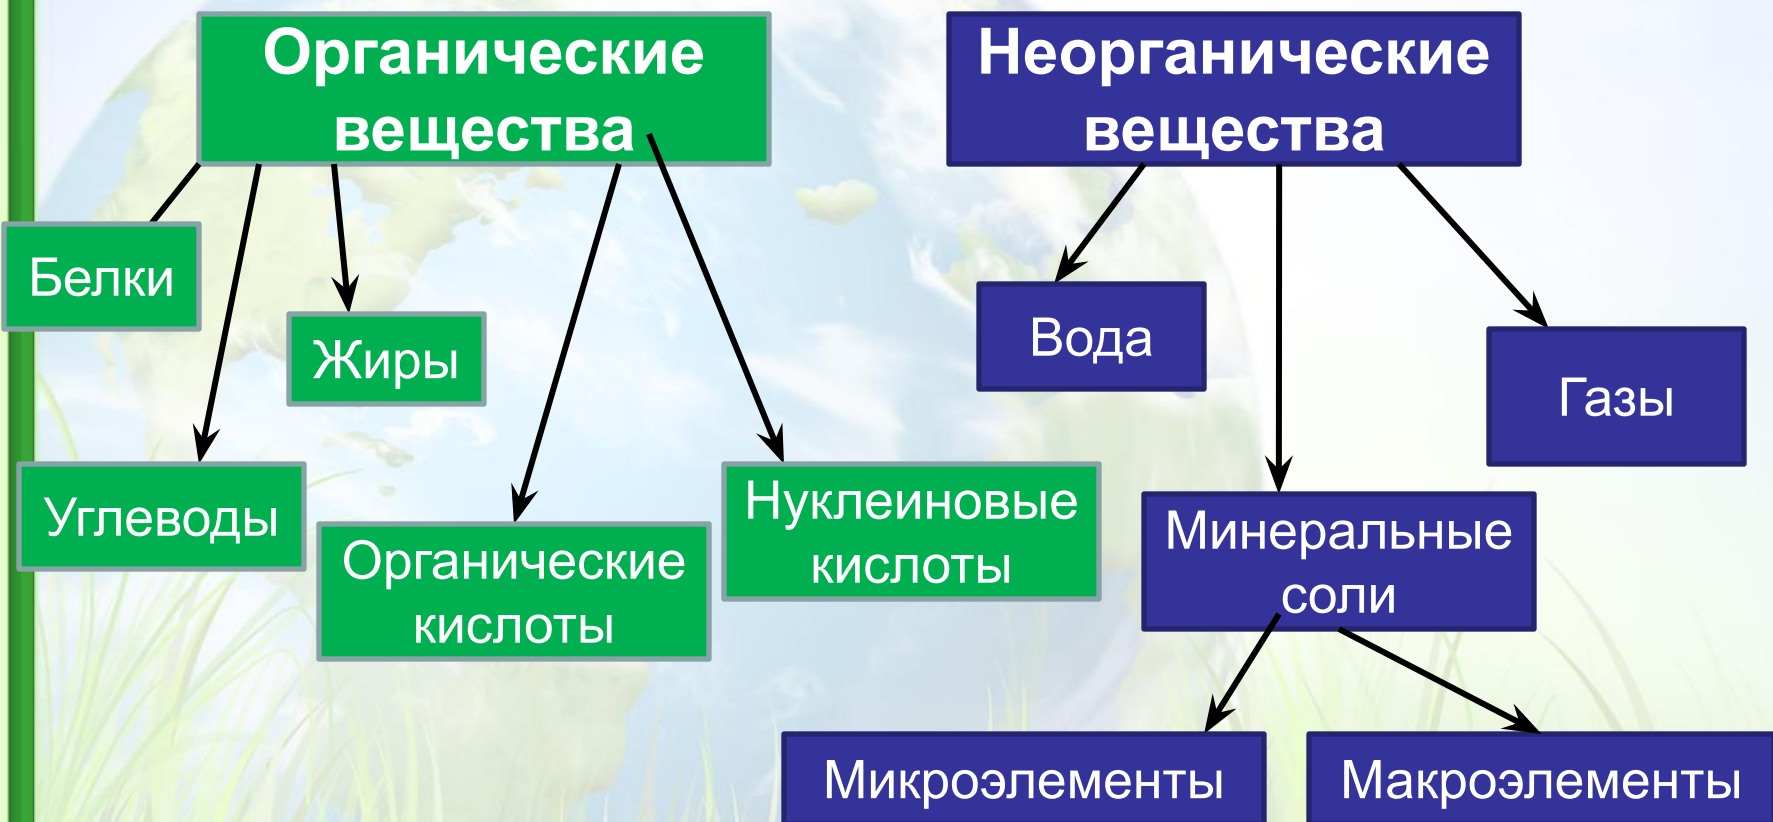 Органические
вещества
Неорганические
вещества
Белки
Жиры
Вода
Газы
Углеводы
Органические
кислоты
Нуклеиновые
кислоты
Минеральные
соли
Микроэлементы
Макроэлементы